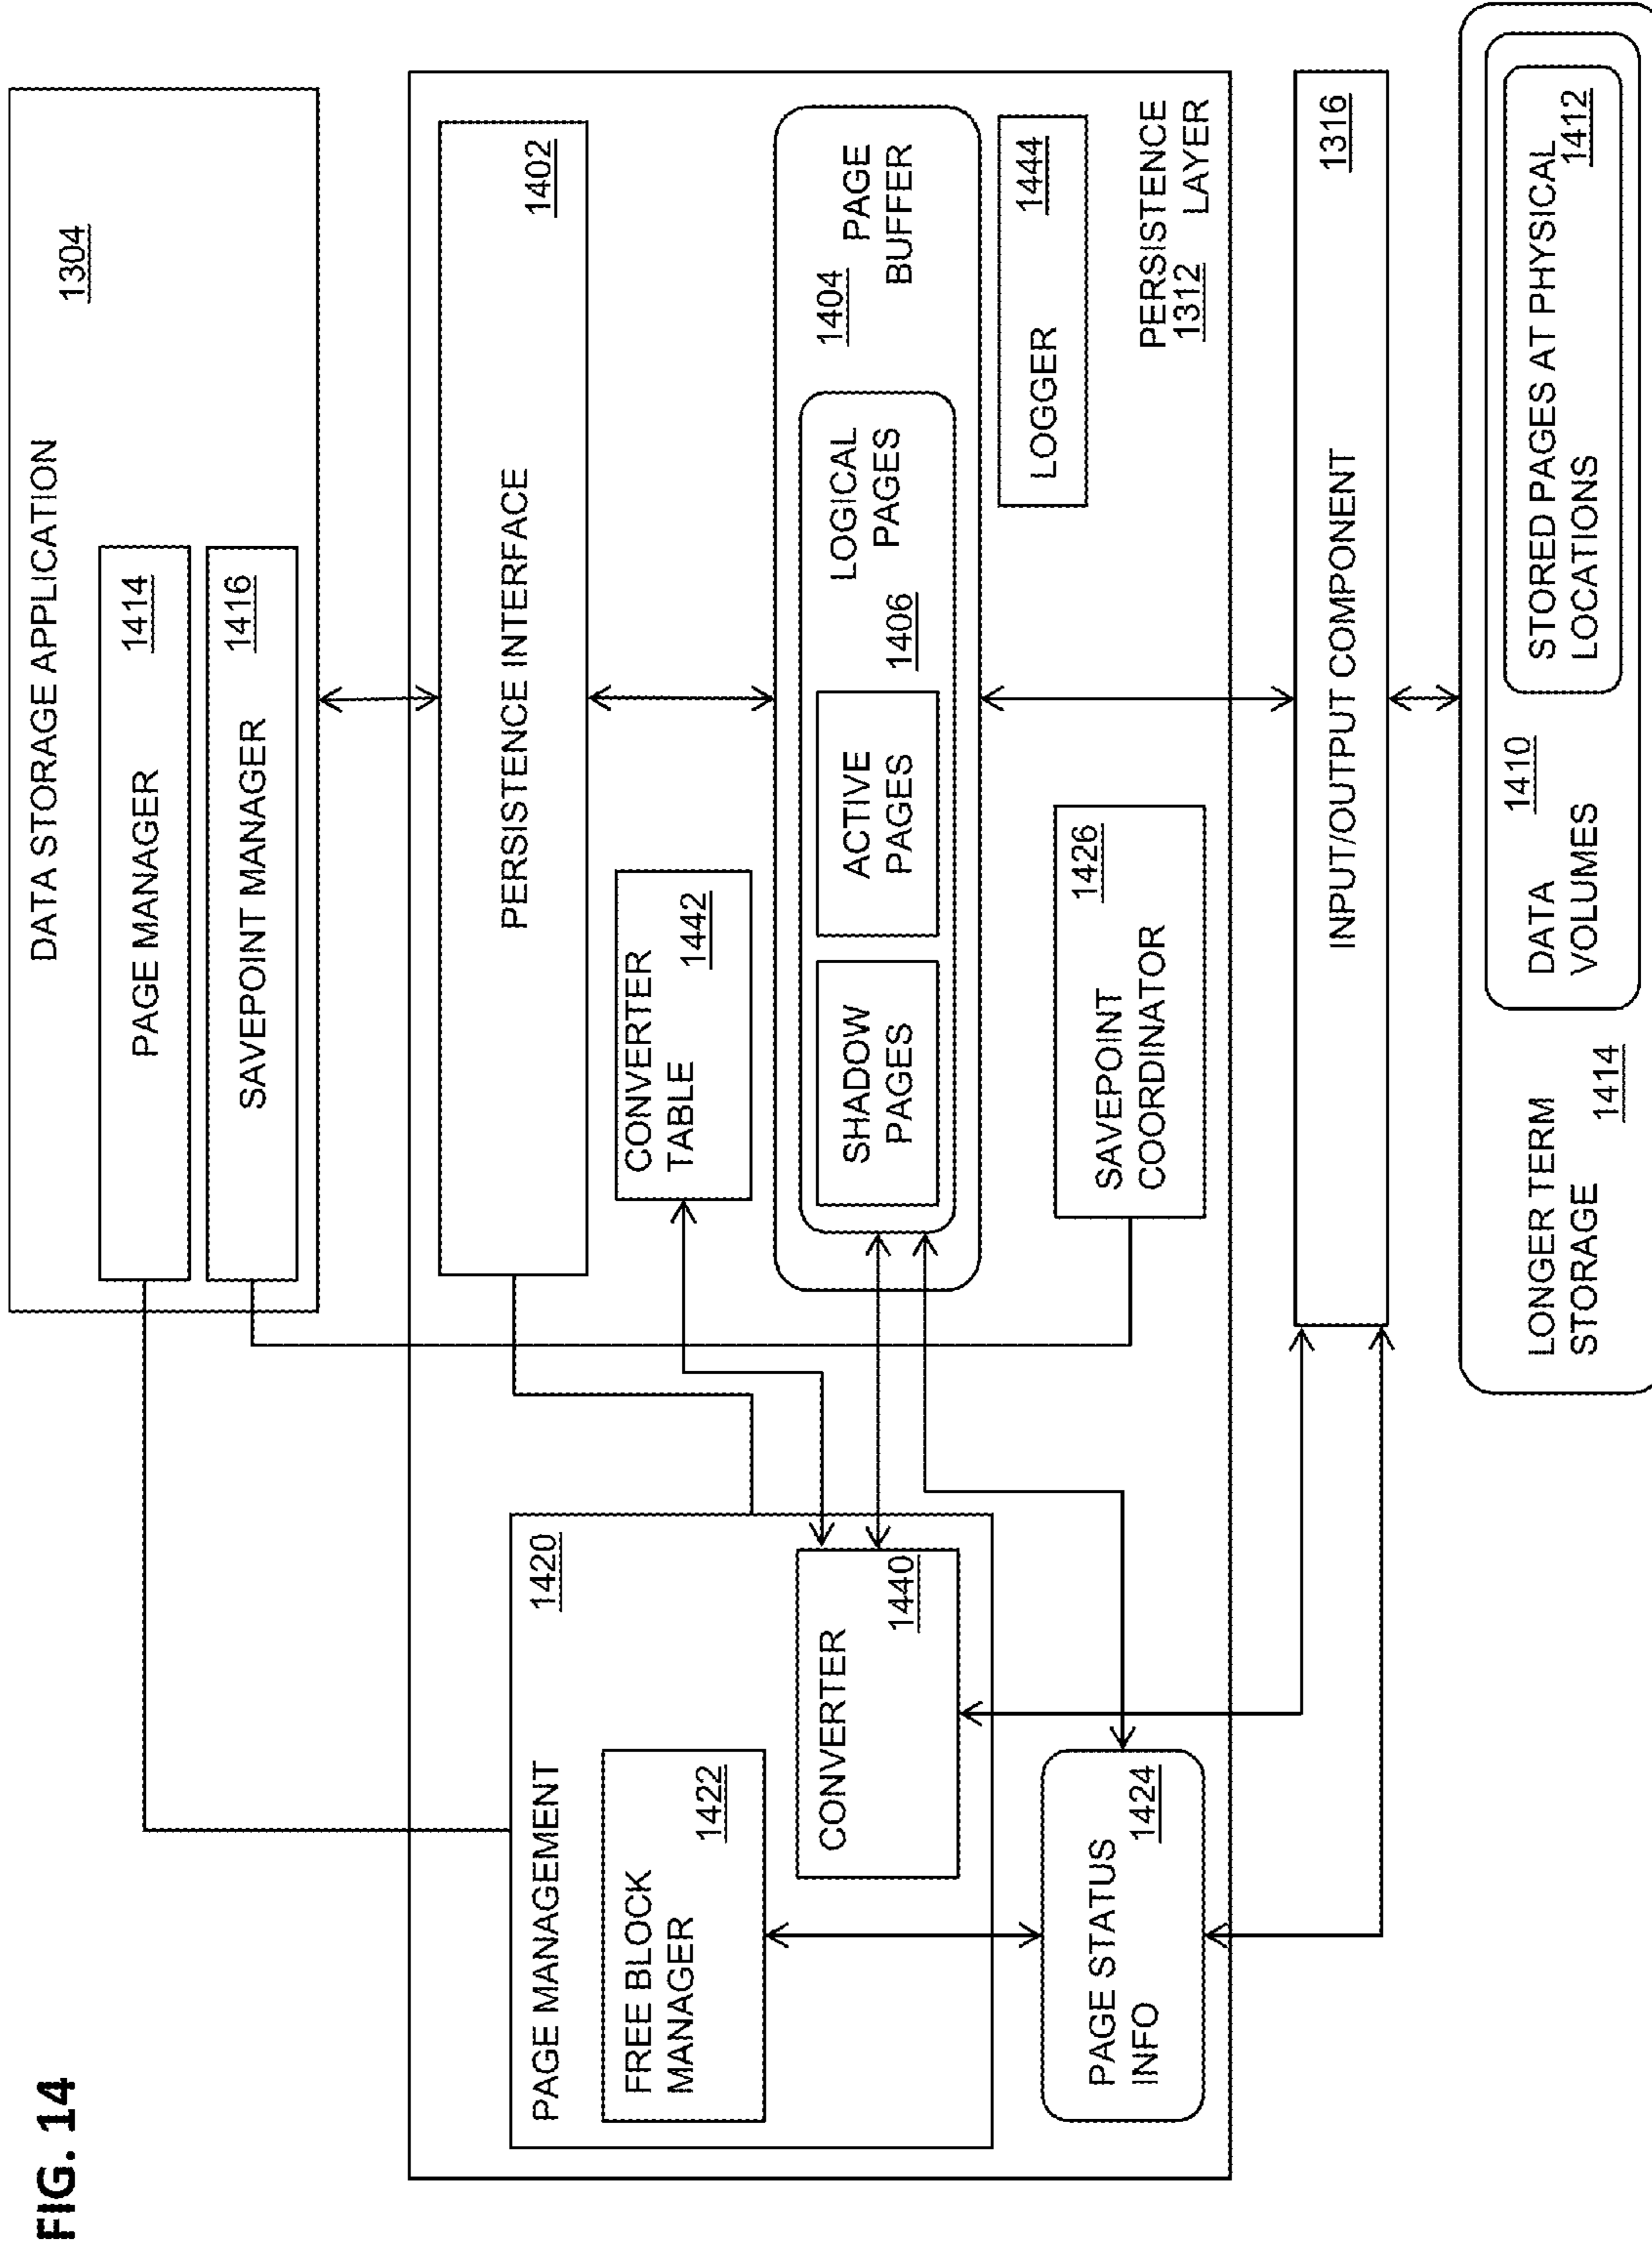 FIG. 14
DATA STORAGE APPLICATION
1304
PAGE MANAGER
1414
SAVEPOINT MANAGER
1416
PERSISTENCE INTERFACE
1402
PAGE MANAGEMENT
1420
FREE BLOCK
MANAGER
1422
CONVERTER
1440
CONVERTER
TABLE
1442
1404
PAGE
BUFFER
LOGICAL
PAGES
1406
SHADOW
PAGES
ACTIVE
PAGES
LOGGER
1444
PAGE STATUS
INFO
1424
SAVEPOINT
COORDINATOR
1426
PERSISTENCE
1312 LAYER
INPUT/OUTPUT COMPONENT
1316
LONGER TERM
STORAGE
1414
DATA
VOLUMES
1410
STORED PAGES AT PHYSICAL
LOCATIONS
1412